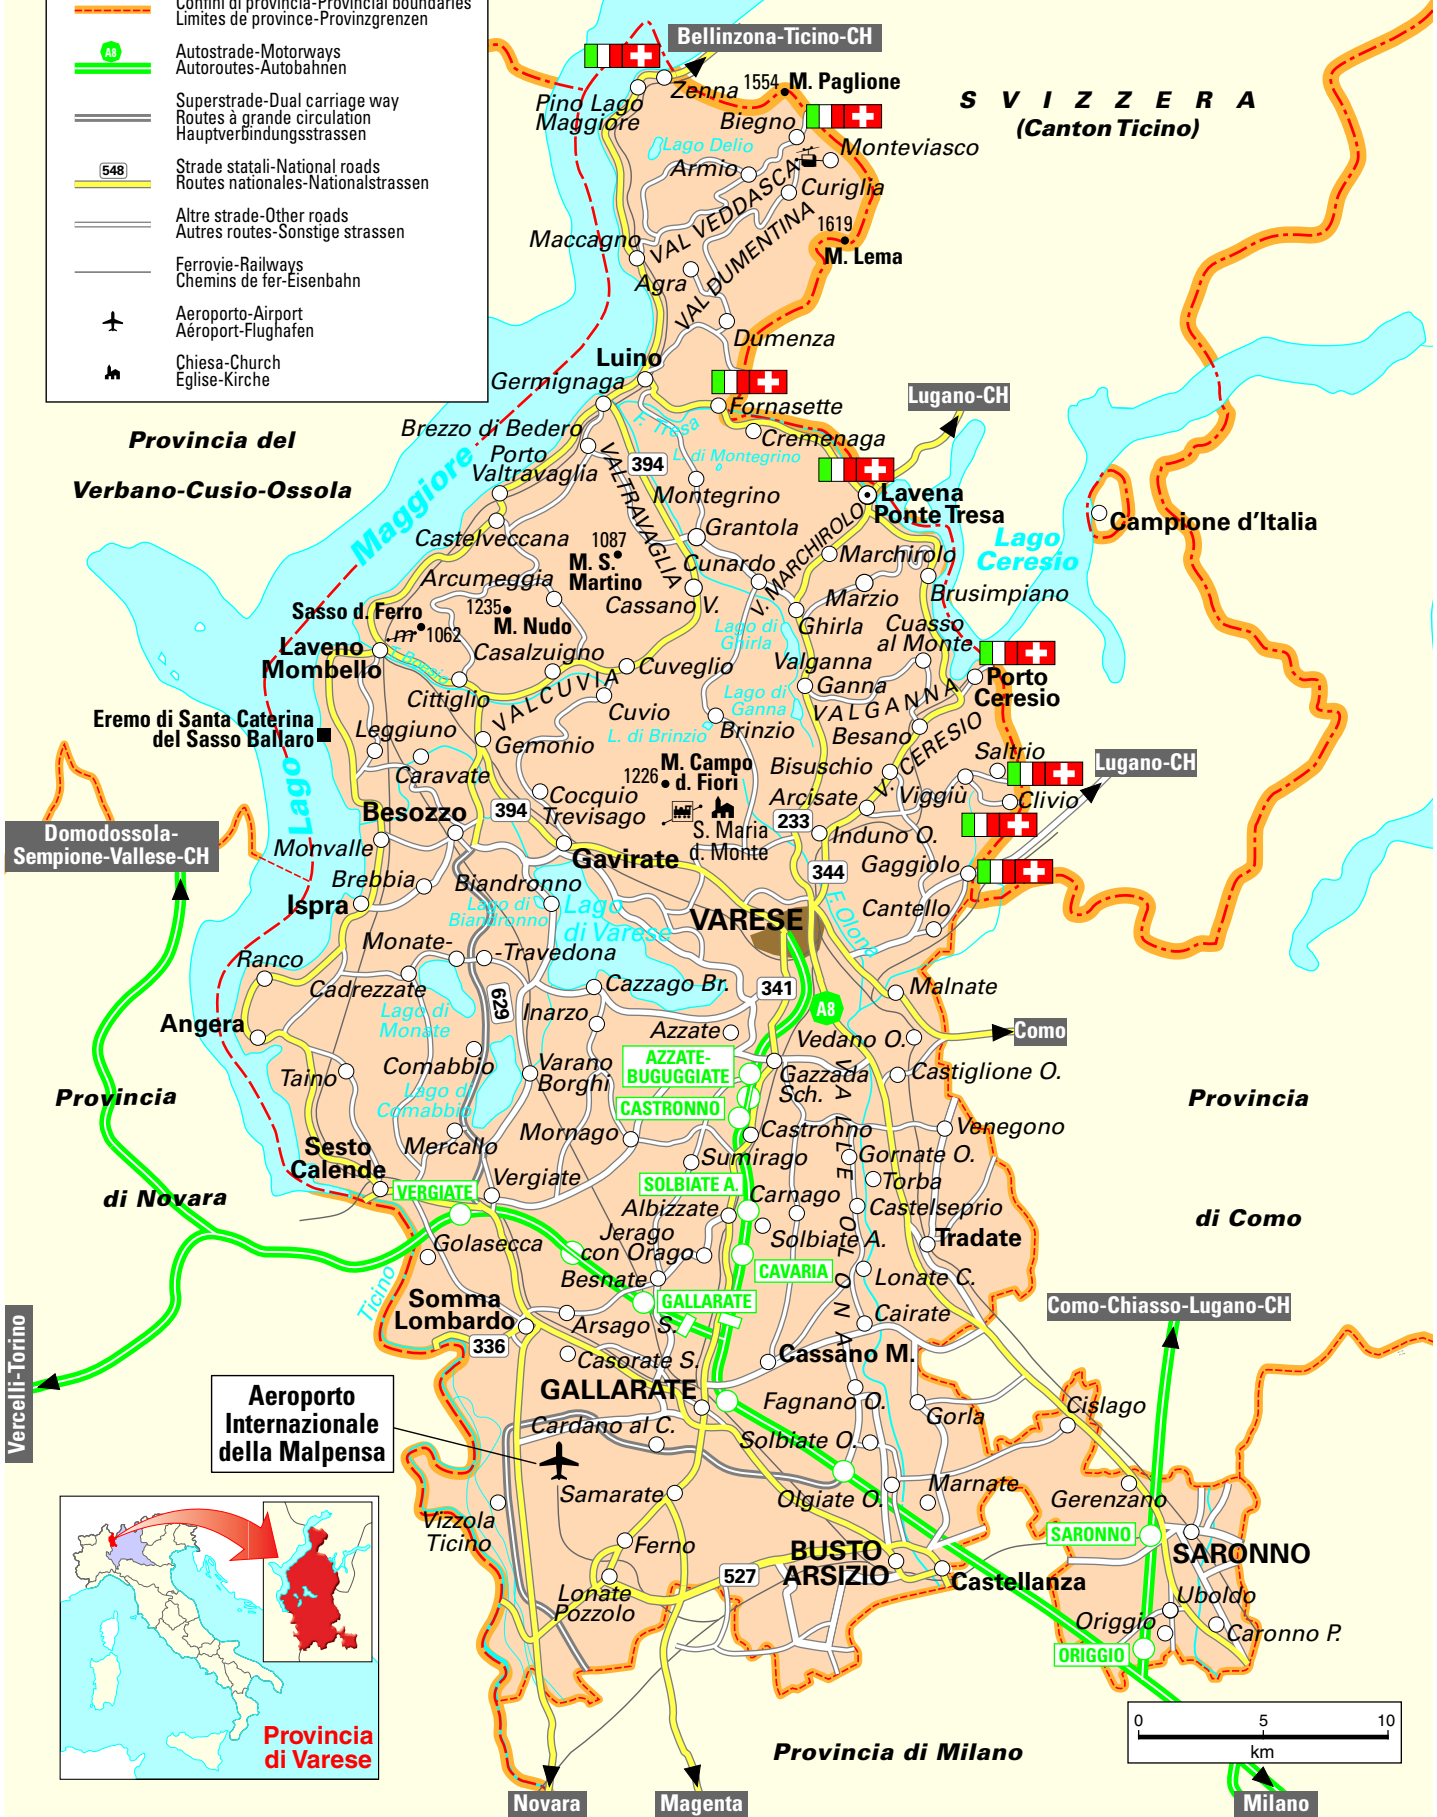 Confini di provincia-Provincial boundaries
Limites de province-Provinzgrenzen
A8
Autostrade-Motorways
Autoroutes-Autobahnen
Superstrade-Dual carriage way
Routes à grande circulation
Hauptverbindungsstrassen
548
Strade statali-National roads
Routes nationales-Nationalstrassen
Altre strade-Other roads
Autres routes-Sonstige strassen
Ferrovie-Railways
Chemins de fer-Eisenbahn
Aeroporto-Airport
Aéroport-Flughafen
Chiesa-Church
Eglise-Kirche
Bellinzona-Ticino-CH
Zenna
1554
M. Paglione
Pino Lago
Maggiore
Biegno
S V I Z Z E R A
(Canton Ticino)
Lago Delio
Monteviasco
Armio
Curiglia
VAL VEDDASCA
VAL DUMENTINA
1619
M. Lema
Maccagno
Agra
Dumenza
Luino
Germignaga
Fornasette
Lugano-CH
Brezzo di Bedero
F. Tresa
Cremenaga
Provincia del
Verbano-Cusio-Ossola
Porto
Valtravaglia
394
L. di Montegrino
Montegrino
Lavena
Ponte Tresa
Maggiore
VALTRAVAGLIA
Grantola
Campione d'Italia
Lago
Ceresio
Castelveccana
1087
M. S.
Martino
Cunardo
V. MARCHIROLO
Marchirolo
Arcumeggia
Cassano V.
Marzio
Brusimpiano
Sasso d. Ferro
1062
1235
M. Nudo
Lago di
Ghirla
Ghirla
Cuasso
al Monte
Laveno
Mombello
T. Boesio
Casalzuigno
Cuveglio
Valganna
Ganna
Porto
Ceresio
Cittiglio
VALCUVIA
Cuvio
Lago di
Ganna
VALGANNA
Eremo di Santa Caterina
del Sasso Ballaro
Leggiuno
Gemonio
L. di Brinzio
Brinzio
Besano
V. CERESIO
Saltrio
Caravate
1226
M. Campo
d. Fiori
Bisuschio
Lugano-CH
Lago
Cocquio
Trevisago
Arcisate
Viggiù
Clivio
Besozzo
394
S. Maria
d. Monte
233
Induno O.
Domodossola-
Sempione-Vallese-CH
Monvalle
Gavirate
344
Gaggiolo
Brebbia
Biandronno
Ispra
Lago di
Biandronno
Lago
di Varese
VARESE
F. Olona
Cantello
Monate-
-Travedona
Ranco
Cadrezzate
Cazzago Br.
341
Malnate
Lago di
Monate
629
Inarzo
A8
Angera
Azzate
Vedano O.
Como
Comabbio
Varano
Borghi
AZZATE-
BUGUGGIATE
Gazzada
Sch.
Castiglione O.
Taino
Lago di
Comabbio
CASTRONNO
VALLE OLONA
Provincia
di Novara
Provincia
di Como
Mercallo
Mornago
Castronno
Venegono
Sesto
Calende
Sumirago
Gornate O.
VERGIATE
Vergiate
SOLBIATE A.
Carnago
Torba
Albizzate
Castelseprio
Jerago
con Orago
Solbiate A.
Tradate
Golasecca
Ticino
Besnate
CAVARIA
Lonate C.
Somma
Lombardo
GALLARATE
Como-Chiasso-Lugano-CH
Arsago S.
Cairate
336
Vercelli-Torino
Casorate S.
Cassano M.
Aeroporto
Internazionale
della Malpensa
GALLARATE
Fagnano O.
Gorla
Cislago
Cardano al C.
Solbiate O.
Samarate
Olgiate O.
Marnate
Gerenzano
Vizzola
Ticino
SARONNO
SARONNO
Ferno
BUSTO
ARSIZIO
527
Castellanza
Lonate
Pozzolo
Uboldo
Origgio
Caronno P.
ORIGGIO
Provincia
di Varese
Provincia di Milano
0 5 10
km
Novara
Magenta
Milano